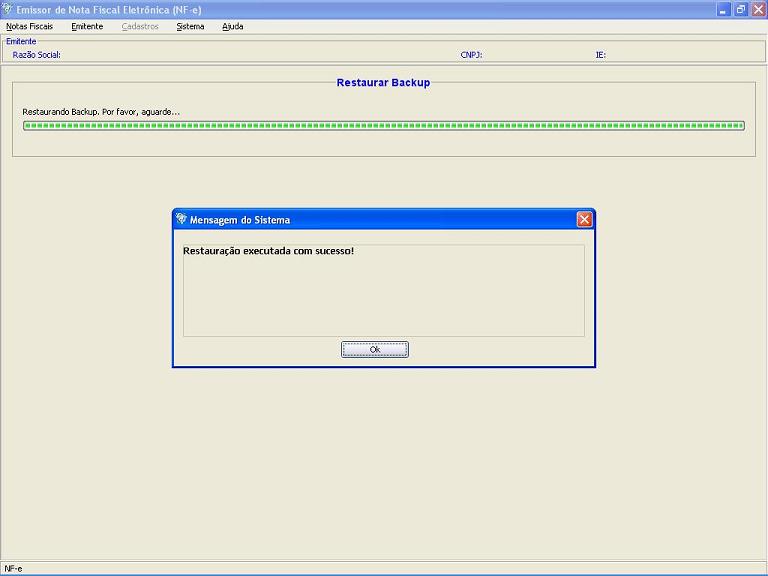 Emissor de Nota Fiscal Eletrônica (NF-e)
Notas Fiscais Emitente Cadastros Sistema Ajuda
Emitente
Razão Social: CNPJ: IE:
Restaurar Backup
Restaurando Backup. Por favor, aguarde...
Mensagem do Sistema
Restauração executada com sucesso!
Ok
NF-e